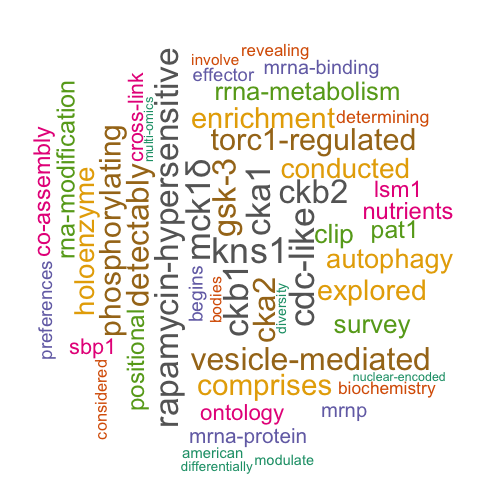 revealing
involve
mrna-binding
effector
rrna-metabolism
enrichment
determining
torc1-regulated
conducted
ckb2
lsm1
nutrients
pat1
clip
autophagy
explored
survey
vesicle-mediated
nuclear-encoded
comprises
biochemistry
ontology
mrnp
mrna-protein
american
modulate
differentially
kns1
sbp1
co-assembly
rna-modification
preferences
holoenzyme
considered
phosphorylating
detectably
cross-link
multi-omics
positional
rapamycin-hypersensitive
mck1δ
begins
bodies
gsk-3
ckb1
cka1
cka2
diversity
cdc-like